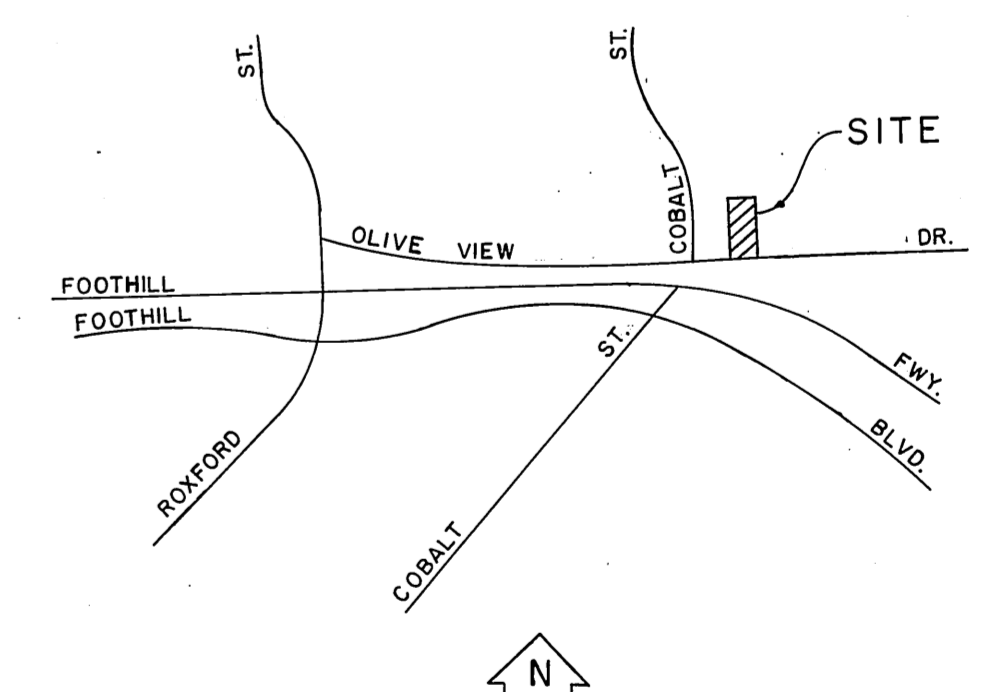 ST.
ST.
SITE
COBALT
OLIVE VIEW DR.
FOOTHILL FWY.
FOOTHILL BLVD.
ST.
ROXFORD
COBALT
N